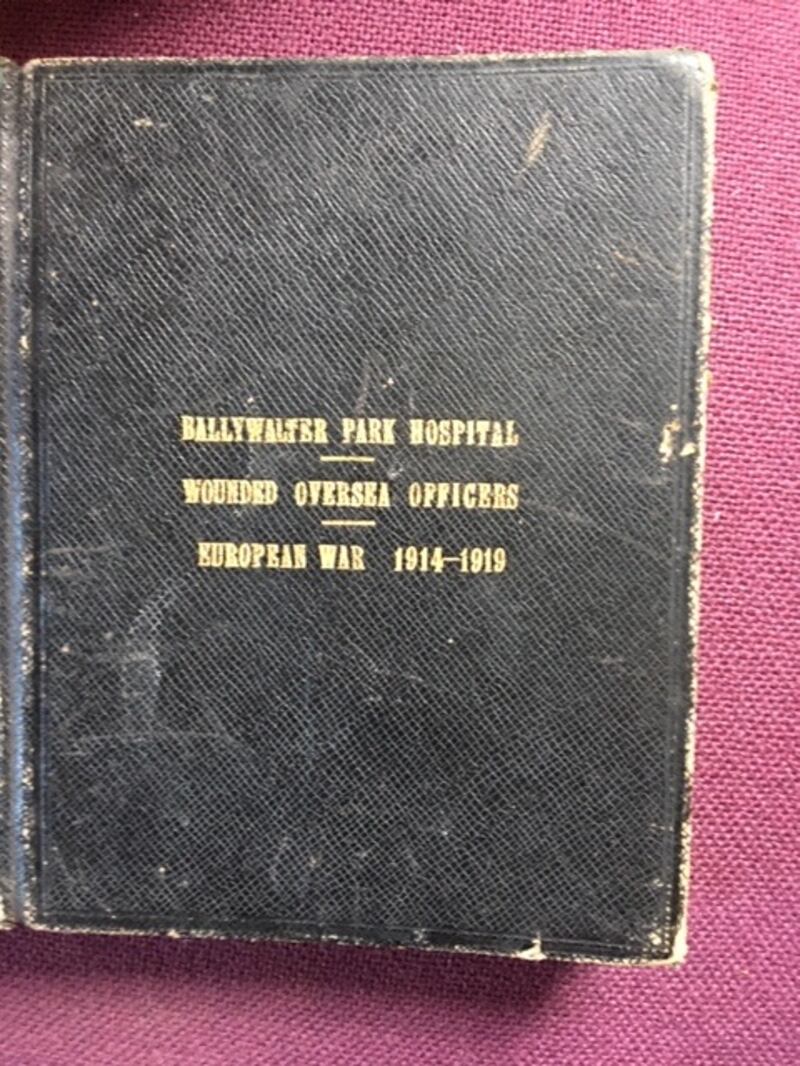 BALLYWALTER PARK HOSPITAL
WOUNDED OVERSEA OFFICERS
EUROPEAN WAR 1914-1919